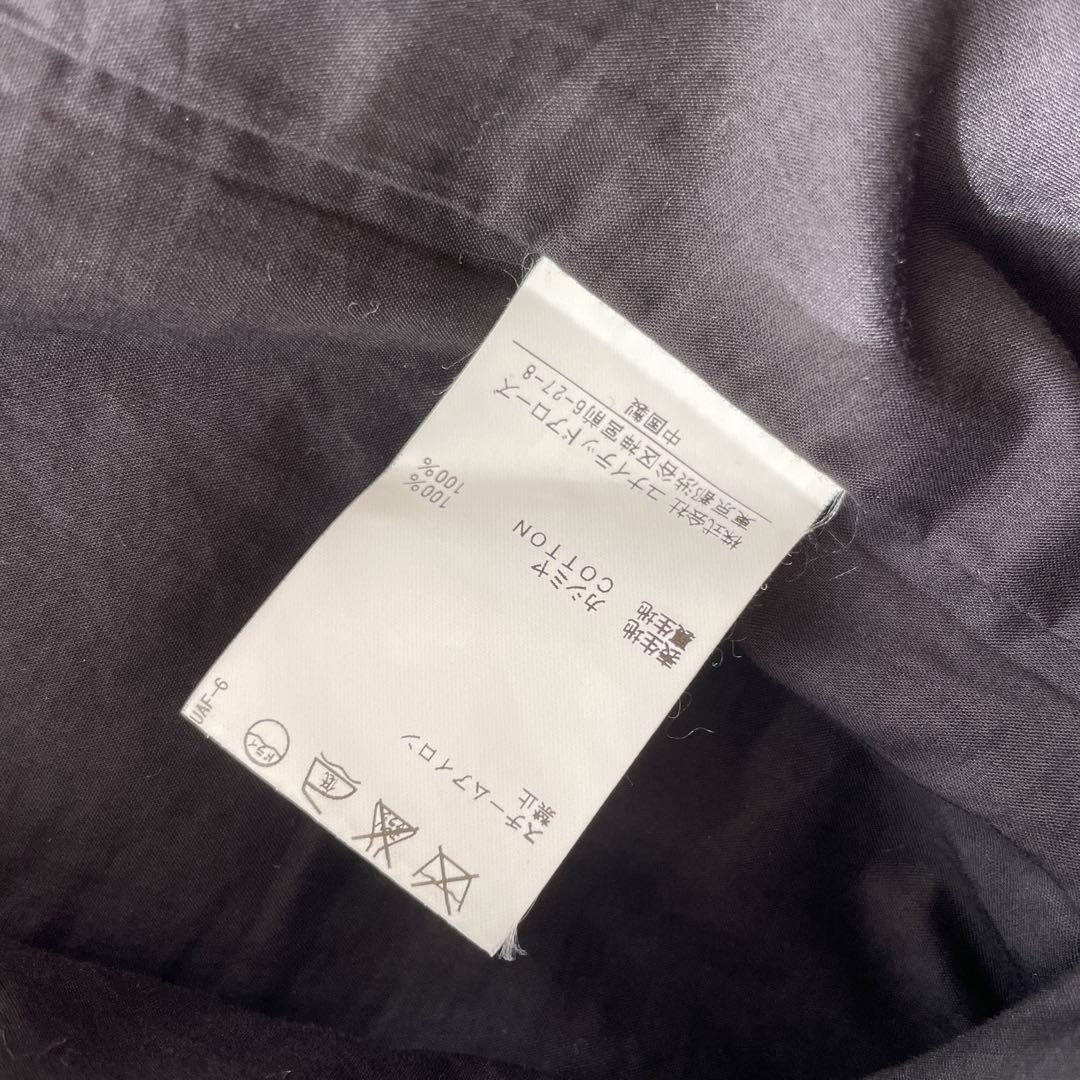 低
ドライ
UAF-6
スチームアイロン
禁止
表生地 カシミヤ 100%
裏生地 COTTON 100%
株式会社 ユナイテッドアローズ
東京都渋谷区神宮前6-27-8
中国製